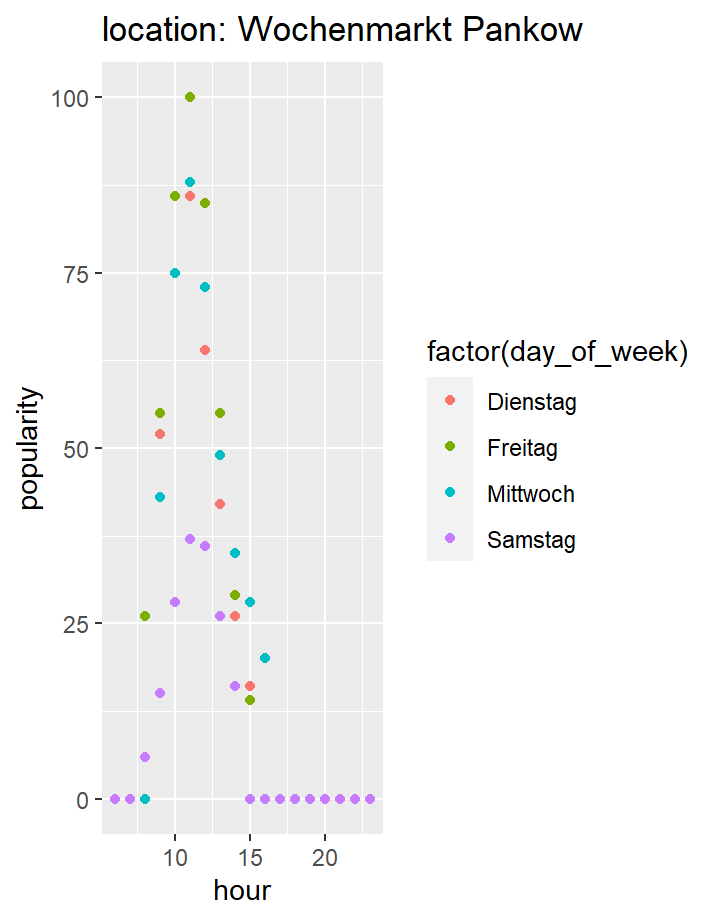 location: Wochenmarkt Pankow
100
75
50
25
0
popularity
10 15 20
hour
factor(day_of_week)
Dienstag
Freitag
Mittwoch
Samstag